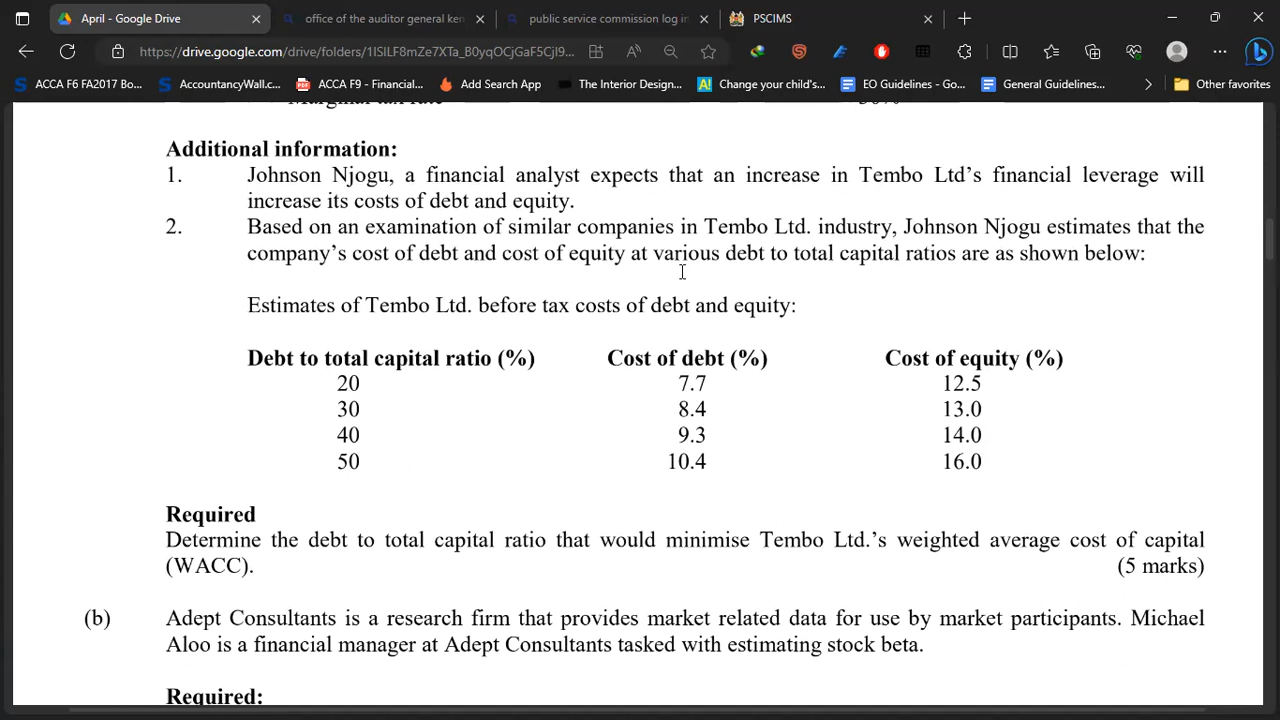 April - Google Drive
office of the auditor general ken
public service commission log in
PSCIMS
https://drive.google.com/drive/folders/
ACCA F6 FA2017 Bo...
AccountancyWall.c...
ACCA F9 - Financial...
Add Search App
The Interior Design...
Change your child's...
EO Guidelines - Go...
General Guidelines...
Other favorites
Marginal tax rate
Additional information:
1. Johnson Njogu, a financial analyst expects that an increase in Tembo Ltd's financial leverage will
increase its costs of debt and equity.
2. Based on an examination of similar companies in Tembo Ltd. industry, Johnson Njogu estimates that the
company's cost of debt and cost of equity at various debt to total capital ratios are as shown below:
Estimates of Tembo Ltd. before tax costs of debt and equity:
Debt to total capital ratio (%) Cost of debt (%) Cost of equity (%)
20 7.7 12.5
30 8.4 13.0
40 9.3 14.0
50 10.4 16.0
Required
Determine the debt to total capital ratio that would minimise Tembo Ltd.'s weighted average cost of capital
(WACC). (5 marks)
(b) Adept Consultants is a research firm that provides market related data for use by market participants. Michael
Aloo is a financial manager at Adept Consultants tasked with estimating stock beta.
Required: